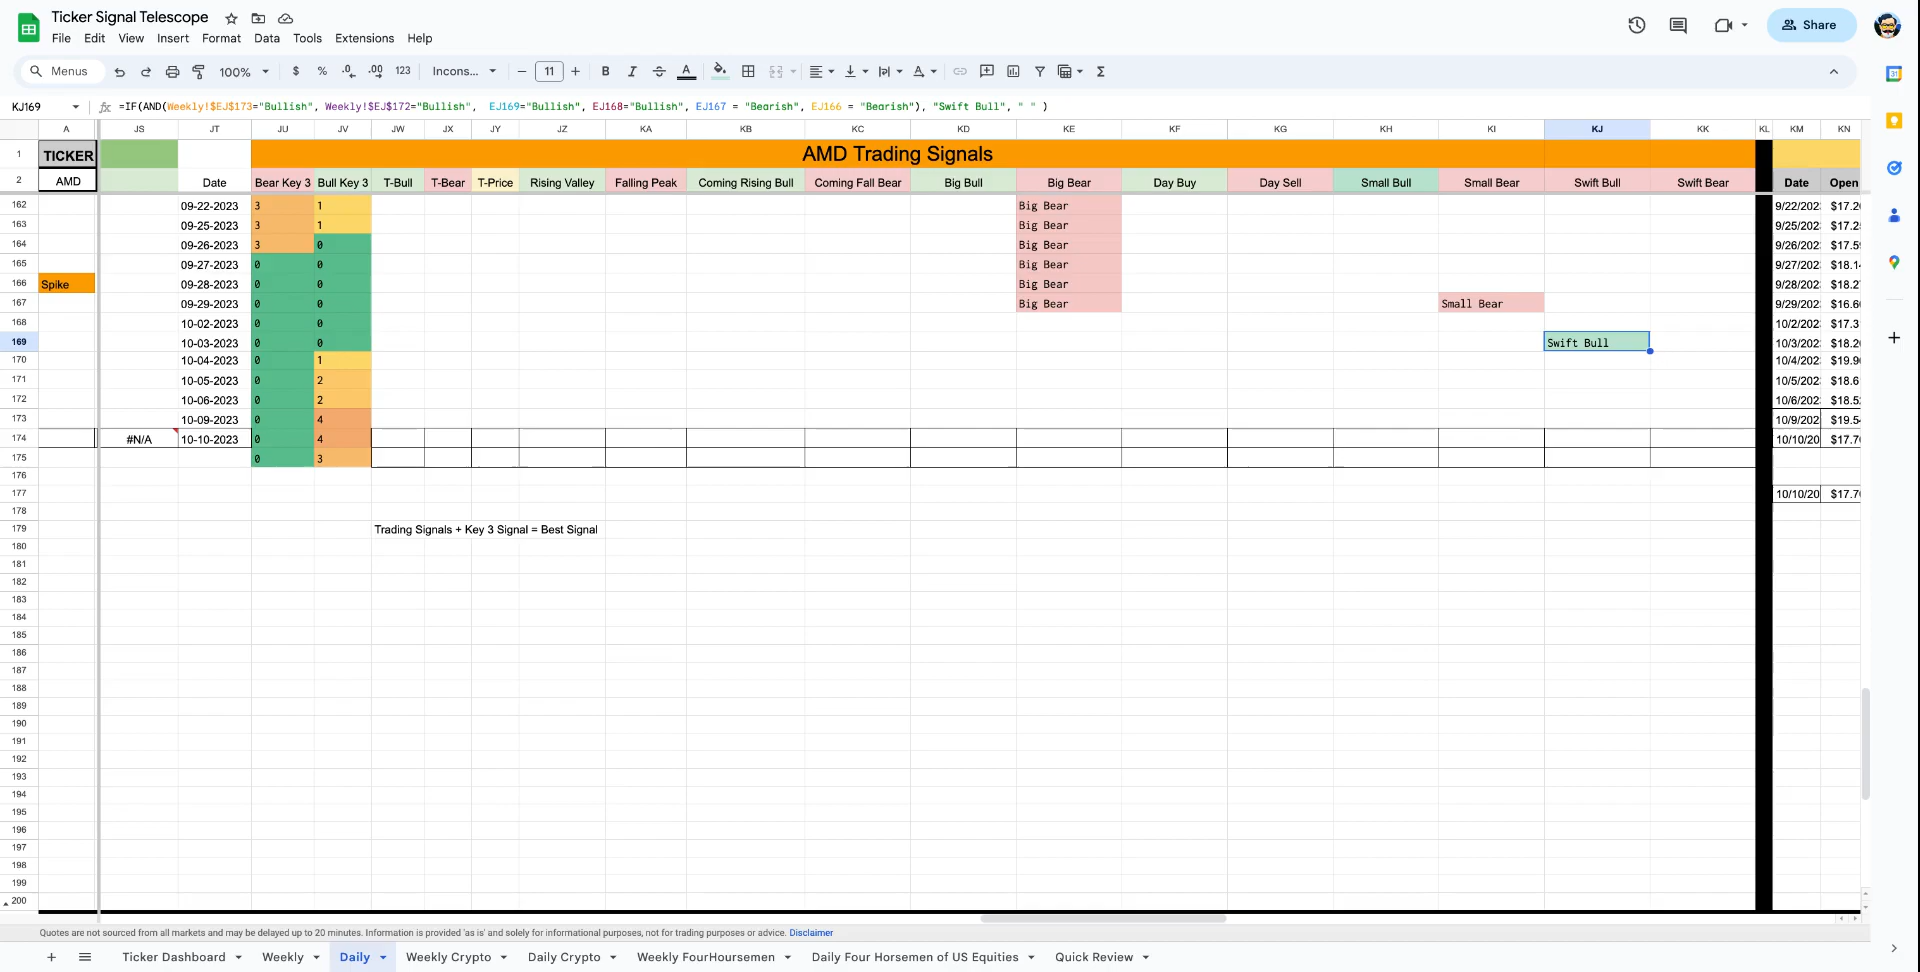 Ticker Signal Telescope
File Edit View Insert Format Data Tools Extensions Help
Share
Menus 100% $ % .0 .00 123 Incons... − 11 + B I A Σ
KJ169 fx =IF(AND(Weekly!$EJ$173="Bullish", Weekly!$EJ$172="Bullish", EJ169="Bullish", EJ168="Bullish", EJ167 = "Bearish", EJ166 = "Bearish"), "Swift Bull", " " )
A JS JT JU JV JW JX JY JZ KA KB KC KD KE KF KG KH KI KJ KK KL KM KN
1 TICKER AMD Trading Signals
2 AMD Date Bear Key 3 Bull Key 3 T-Bull T-Bear T-Price Rising Valley Falling Peak Coming Rising Bull Coming Fall Bear Big Bull Big Bear Day Buy Day Sell Small Bull Small Bear Swift Bull Swift Bear Date Open
162 09-22-2023 3 1 Big Bear 9/22/202 $17.2
163 09-25-2023 3 1 Big Bear 9/25/202 $17.2
164 09-26-2023 3 0 Big Bear 9/26/202 $17.5
165 09-27-2023 0 0 Big Bear 9/27/202 $18.1
166 Spike 09-28-2023 0 0 Big Bear 9/28/202 $18.2
167 09-29-2023 0 0 Big Bear Small Bear 9/29/202 $16.6
168 10-02-2023 0 0 10/2/202 $17.3
169 10-03-2023 0 0 Swift Bull 10/3/202 $18.2
170 10-04-2023 0 1 10/4/202 $19.9
171 10-05-2023 0 2 10/5/202 $18.6
172 10-06-2023 0 2 10/6/202 $18.5
173 10-09-2023 0 4 10/9/202 $19.5
174 #N/A 10-10-2023 0 4 10/10/20 $17.7
175 0 3
176
177 10/10/20 $17.7
178
179 Trading Signals + Key 3 Signal = Best Signal
180
181
182
183
184
185
186
187
188
189
190
191
192
193
194
195
196
197
198
199
200
Quotes are not sourced from all markets and may be delayed up to 20 minutes. Information is provided 'as is' and solely for informational purposes, not for trading purposes or advice. Disclaimer
Ticker Dashboard Weekly Daily Weekly Crypto Daily Crypto Weekly FourHoursemen Daily Four Horsemen of US Equities Quick Review